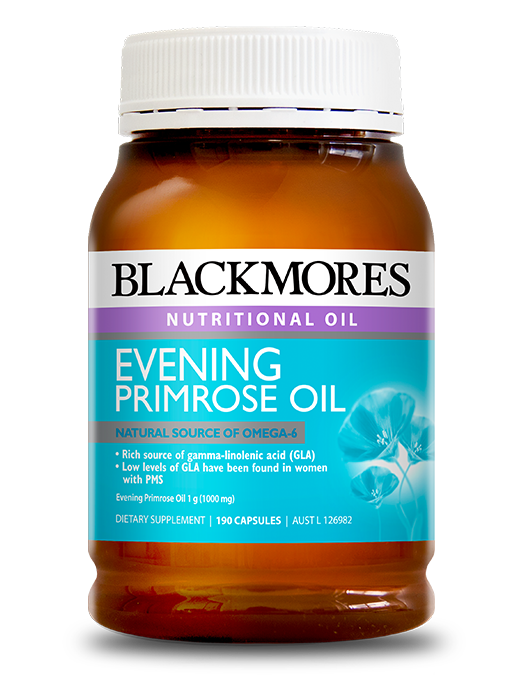 BLACKMORES
NUTRITIONAL OIL
EVENING
PRIMROSE OIL
NATURAL SOURCE OF OMEGA-6
• Rich source of gamma-linolenic acid (GLA)
• Low levels of GLA have been found in women
with PMS
Evening Primrose Oil 1 g (1000 mg)
DIETARY SUPPLEMENT | 190 CAPSULES | AUST L 126982